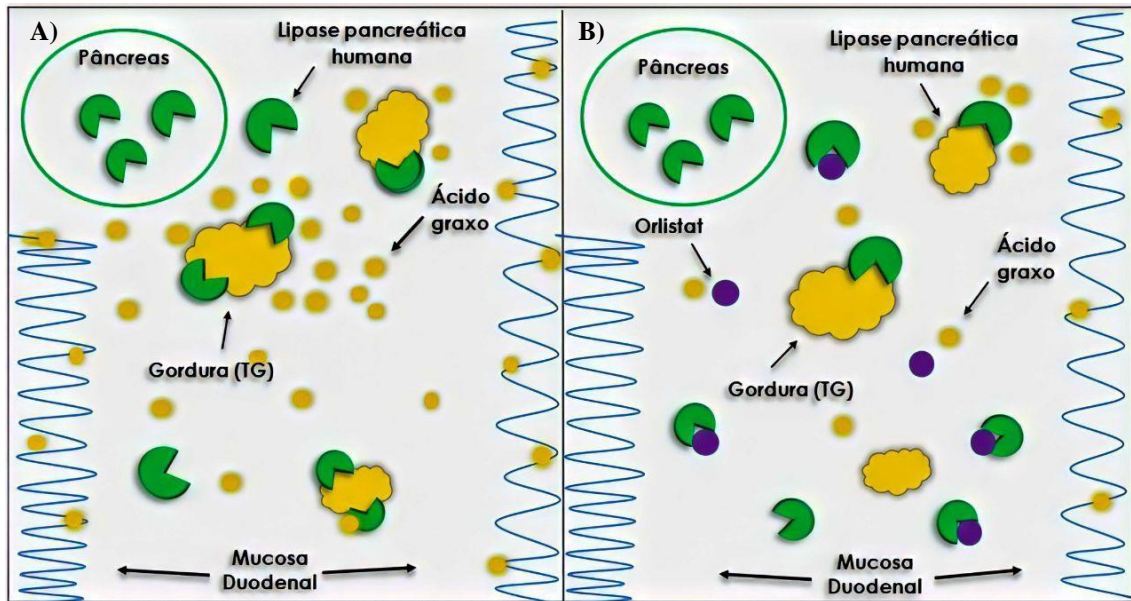 A)
Pâncreas
Lipase pancreática
humana
Ácido
graxo
Gordura (TG)
Mucosa
Duodenal
B)
Pâncreas
Lipase pancreática
humana
Orlistat
Ácido
graxo
Gordura (TG)
Mucosa
Duodenal